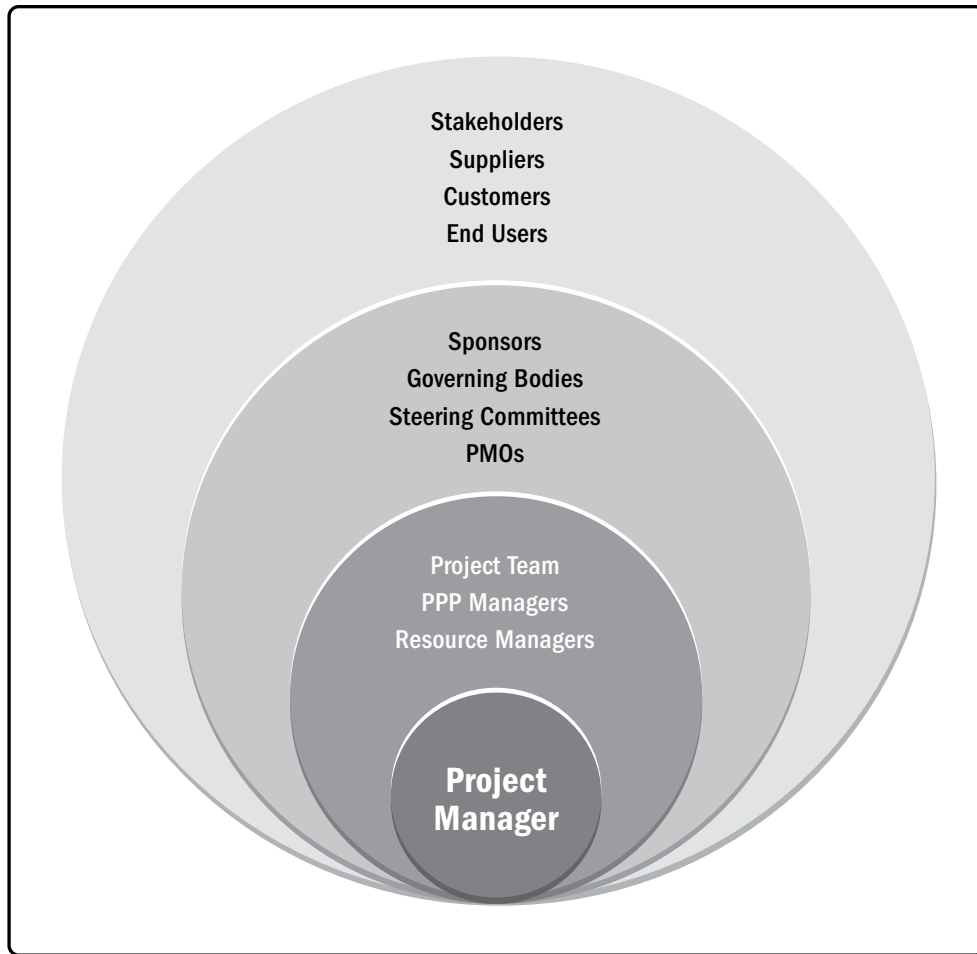 Stakeholders
Suppliers
Customers
End Users
Sponsors
Governing Bodies
Steering Committees
PMOs
Project Team
PPP Managers
Resource Managers
Project
Manager